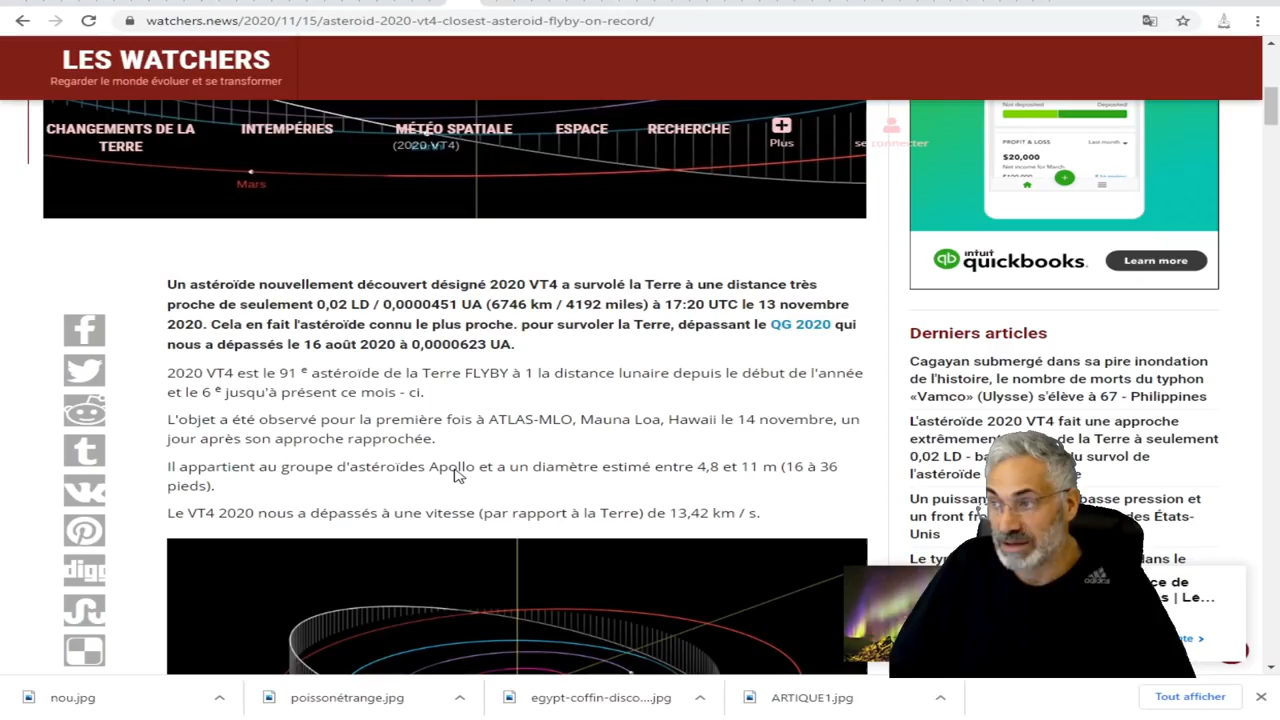 watchers.news/2020/11/15/asteroid-2020-vt4-closest-asteroid-flyby-on-record/
LES WATCHERS
Regarder le monde évoluer et se transformer
CHANGEMENTS DE LA TERRE
INTEMPÉRIES
MÉTÉO SPATIALE
ESPACE
RECHERCHE
Plus
se connecter
(2020 VT4)
Mars
Not deposited
Deposited
PROFIT & LOSS
Last month
$20,000
Net income for March
intuit
quickbooks.
Learn more
Un astéroïde nouvellement découvert désigné 2020 VT4 a survolé la Terre à une distance très
proche de seulement 0,02 LD / 0,0000451 UA (6746 km / 4192 miles) à 17:20 UTC le 13 novembre
2020. Cela en fait l'astéroïde connu le plus proche. pour survoler la Terre, dépassant le QG 2020 qui
nous a dépassés le 16 août 2020 à 0,0000623 UA.
2020 VT4 est le 91 e astéroïde de la Terre FLYBY à 1 la distance lunaire depuis le début de l'année
et le 6 e jusqu'à présent ce mois - ci.
L'objet a été observé pour la première fois à ATLAS-MLO, Mauna Loa, Hawaii le 14 novembre, un
jour après son approche rapprochée.
Il appartient au groupe d'astéroïdes Apollo et a un diamètre estimé entre 4,8 et 11 m (16 à 36
pieds).
Le VT4 2020 nous a dépassés à une vitesse (par rapport à la Terre) de 13,42 km / s.
Derniers articles
Cagayan submergé dans sa pire inondation
de l'histoire, le nombre de morts du typhon
«Vamco» (Ulysse) s'élève à 67 - Philippines
L'astéroïde 2020 VT4 fait une approche
extrêmement de la Terre à seulement
0,02 LD - du survol de
l'astéroïde
Un puissant basse pression et
un front des États-
Unis
Le dans le
ce de
s | Le...
adidas
digg
nou.jpg
poissonétrange.jpg
egypt-coffin-disco....jpg
ARTIQUE1.jpg
Tout afficher